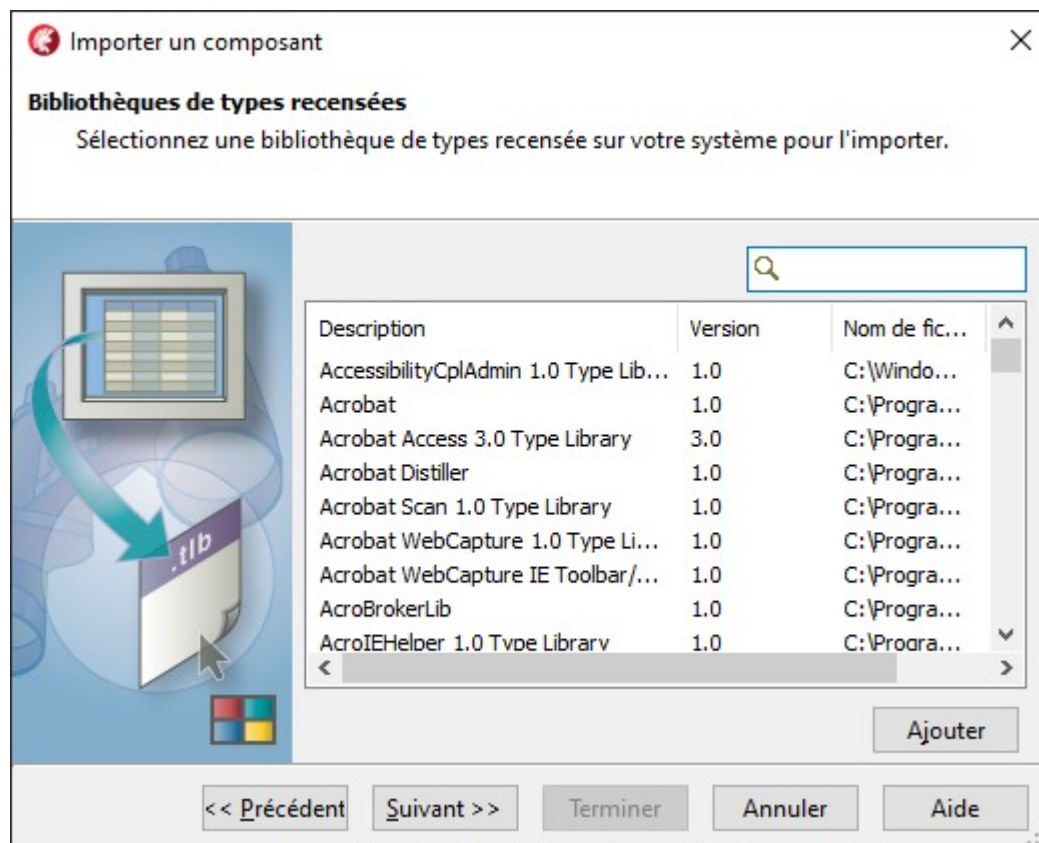 Importer un composant
Bibliothèques de types recensées
Sélectionnez une bibliothèque de types recensée sur votre système pour l'importer.
.tlb
Description Version Nom de fic...
AccessibilityCplAdmin 1.0 Type Lib... 1.0 C:\Windo...
Acrobat 1.0 C:\Progra...
Acrobat Access 3.0 Type Library 3.0 C:\Progra...
Acrobat Distiller 1.0 C:\Progra...
Acrobat Scan 1.0 Type Library 1.0 C:\Progra...
Acrobat WebCapture 1.0 Type Li... 1.0 C:\Progra...
Acrobat WebCapture IE Toolbar/... 1.0 C:\Progra...
AcroBrokerLib 1.0 C:\Progra...
AcroIEHelper 1.0 Type Library 1.0 C:\Progra...
Ajouter
<< Précédent Suivant >> Terminer Annuler Aide